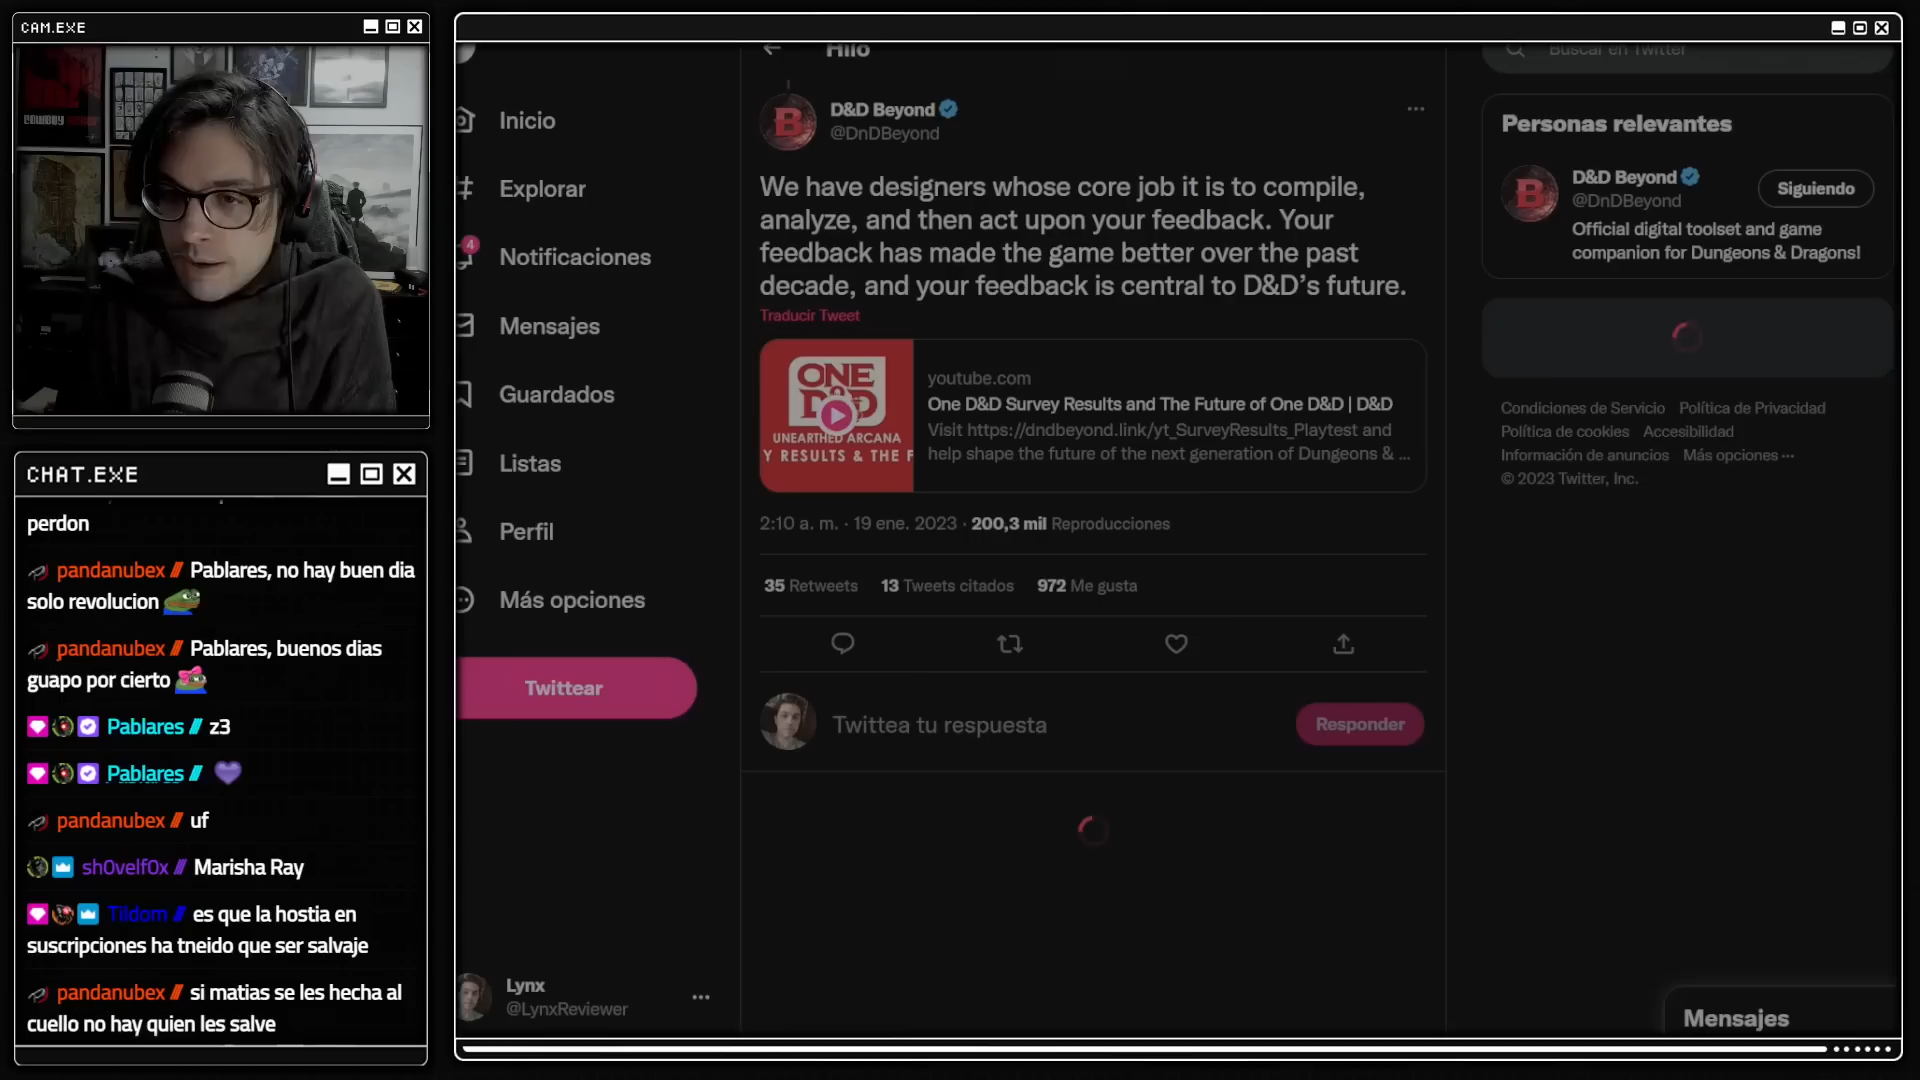 CAM.EXE
COWBOY
CHAT.EXE
perdon
pandanubex // Pablares, no hay buen dia
solo revolucion
pandanubex // Pablares, buenos dias
guapo por cierto
Pablares // z3
Pablares //
pandanubex // uf
sh0velf0x // Marisha Ray
Tildom // es que la hostia en
suscripciones ha tneido que ser salvaje
pandanubex // si matias se les hecha al
cuello no hay quien les salve
Inicio
Explorar
4
Notificaciones
Mensajes
Guardados
Listas
Perfil
Más opciones
Twittear
Lynx
@LynxReviewer
Hilo
D&D Beyond
@DnDBeyond
We have designers whose core job it is to compile,
analyze, and then act upon your feedback. Your
feedback has made the game better over the past
decade, and your feedback is central to D&D’s future.
Traducir Tweet
ONE
D&D
UNEARTHED ARCANA
Y RESULTS & THE F
youtube.com
One D&D Survey Results and The Future of One D&D | D&D
Visit https://dndbeyond.link/yt_SurveyResults_Playtest and
help shape the future of the next generation of Dungeons & ...
2:10 a. m. · 19 ene. 2023 · 200,3 mil Reproducciones
35 Retweets 13 Tweets citados 972 Me gusta
Twittea tu respuesta
Responder
Buscar en Twitter
Personas relevantes
D&D Beyond
@DnDBeyond
Siguiendo
Official digital toolset and game
companion for Dungeons & Dragons!
Condiciones de Servicio Política de Privacidad
Política de cookies Accesibilidad
Información de anuncios Más opciones ···
© 2023 Twitter, Inc.
Mensajes